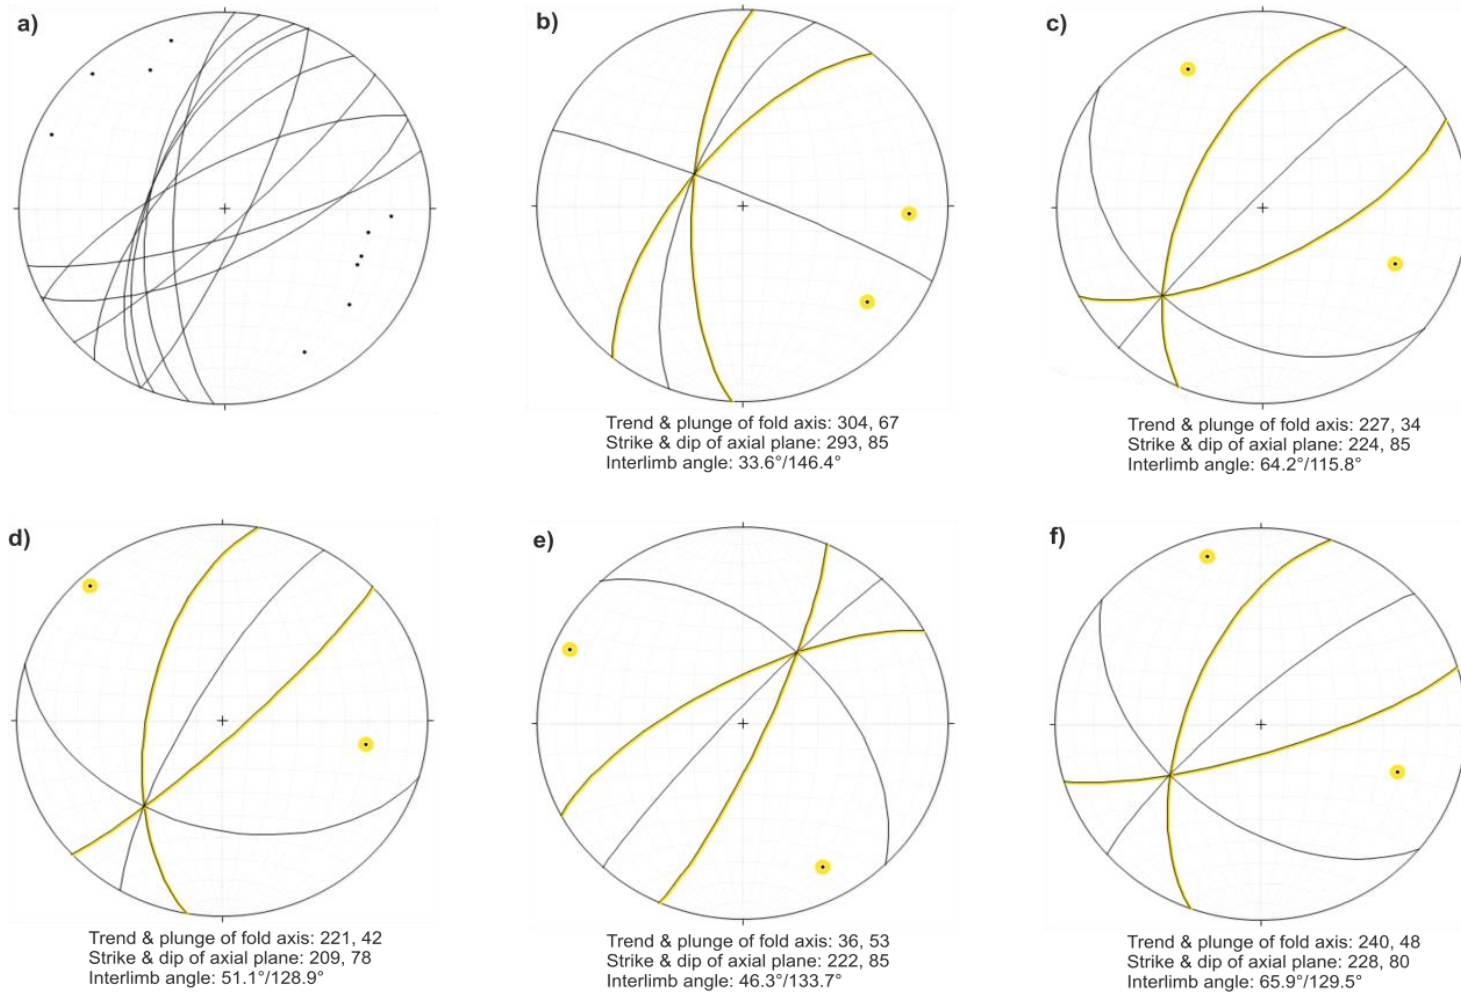 a)
b)
c)
Trend & plunge of fold axis: 304, 67
Strike & dip of axial plane: 293, 85
Interlimb angle: 33.6°/146.4°
Trend & plunge of fold axis: 227, 34
Strike & dip of axial plane: 224, 85
Interlimb angle: 64.2°/115.8°
d)
e)
f)
Trend & plunge of fold axis: 221, 42
Strike & dip of axial plane: 209, 78
Interlimb angle: 51.1°/128.9°
Trend & plunge of fold axis: 36, 53
Strike & dip of axial plane: 222, 85
Interlimb angle: 46.3°/133.7°
Trend & plunge of fold axis: 240, 48
Strike & dip of axial plane: 228, 80
Interlimb angle: 65.9°/129.5°